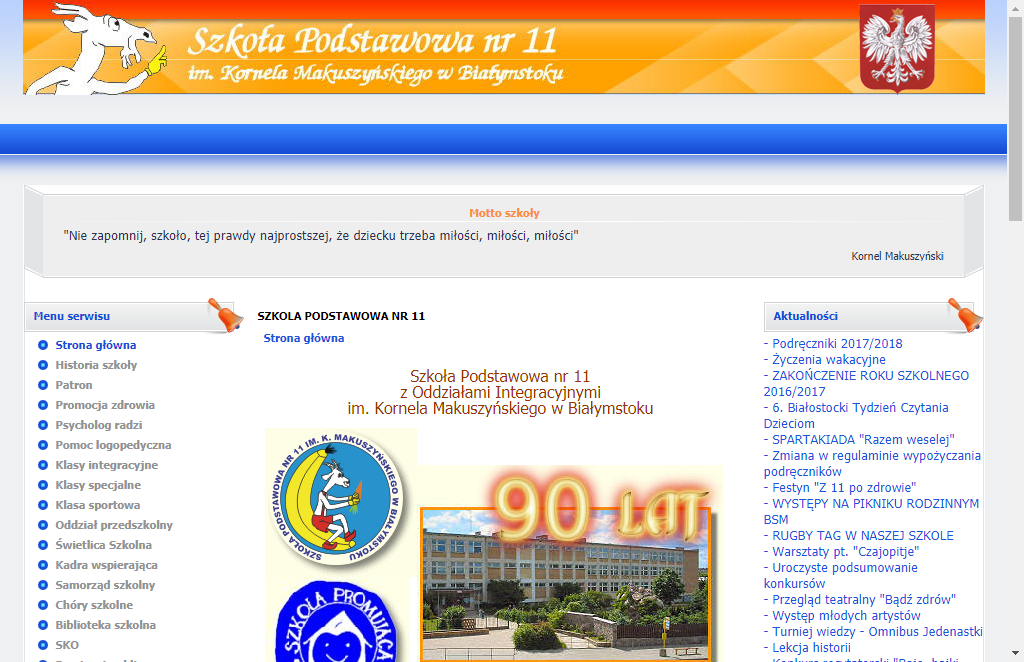 Szkoła Podstawowa nr 11
im. Kornela Makuszyńskiego w Białymstoku
Motto szkoły
"Nie zapomnij, szkoło, tej prawdy najprostszej, że dziecku trzeba miłości, miłości, miłości"
Kornel Makuszyński
Menu serwisu
Strona główna
Historia szkoły
Patron
Promocja zdrowia
Psycholog radzi
Pomoc logopedyczna
Klasy integracyjne
Klasy specjalne
Klasa sportowa
Oddział przedszkolny
Świetlica Szkolna
Kadra wspierająca
Samorząd szkolny
Chóry szkolne
Biblioteka szkolna
SKO
SZKOLA PODSTAWOWA NR 11
Strona główna
Szkoła Podstawowa nr 11
z Oddziałami Integracyjnymi
im. Kornela Makuszyńskiego w Białymstoku
SZKOŁA PODSTAWOWA NR 11 IM. K. MAKUSZYŃSKIEGO W BIAŁYMSTOKU
90 LAT
SZKOŁA PROMUJĄCA
Aktualności
- Podręczniki 2017/2018
- Życzenia wakacyjne
- ZAKOŃCZENIE ROKU SZKOLNEGO
2016/2017
- 6. Białostocki Tydzień Czytania
Dzieciom
- SPARTAKIADA "Razem weselej"
- Zmiana w regulaminie wypożyczania
podręczników
- Festyn "Z 11 po zdrowie"
- WYSTĘPY NA PIKNIKU RODZINNYM
BSM
- RUGBY TAG W NASZEJ SZKOLE
- Warsztaty pt. "Czajopitje"
- Uroczyste podsumowanie
konkursów
- Przegląd teatralny "Bądź zdrów"
- Występ młodych artystów
- Turniej wiedzy - Omnibus Jedenastki
- Lekcja historii